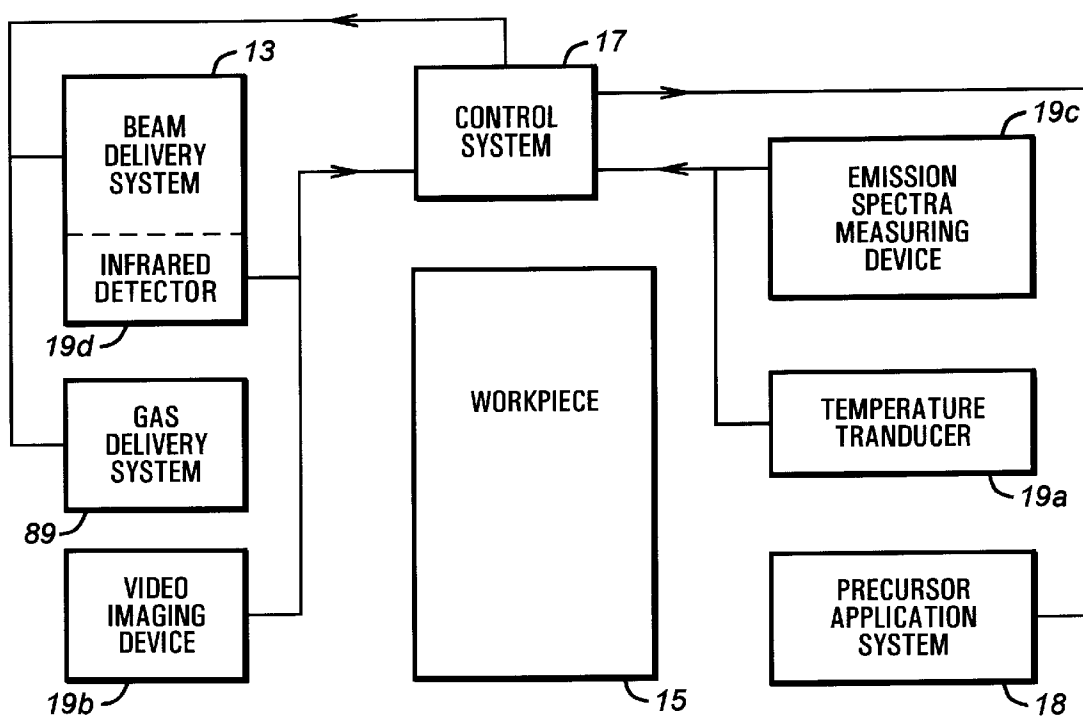 13
BEAM
DELIVERY
SYSTEM
INFRARED
DETECTOR
19d
GAS
DELIVERY
SYSTEM
89
VIDEO
IMAGING
DEVICE
19b
17
CONTROL
SYSTEM
WORKPIECE
15
19c
EMISSION
SPECTRA
MEASURING
DEVICE
TEMPERATURE
TRANDUCER
19a
PRECURSOR
APPLICATION
SYSTEM
18